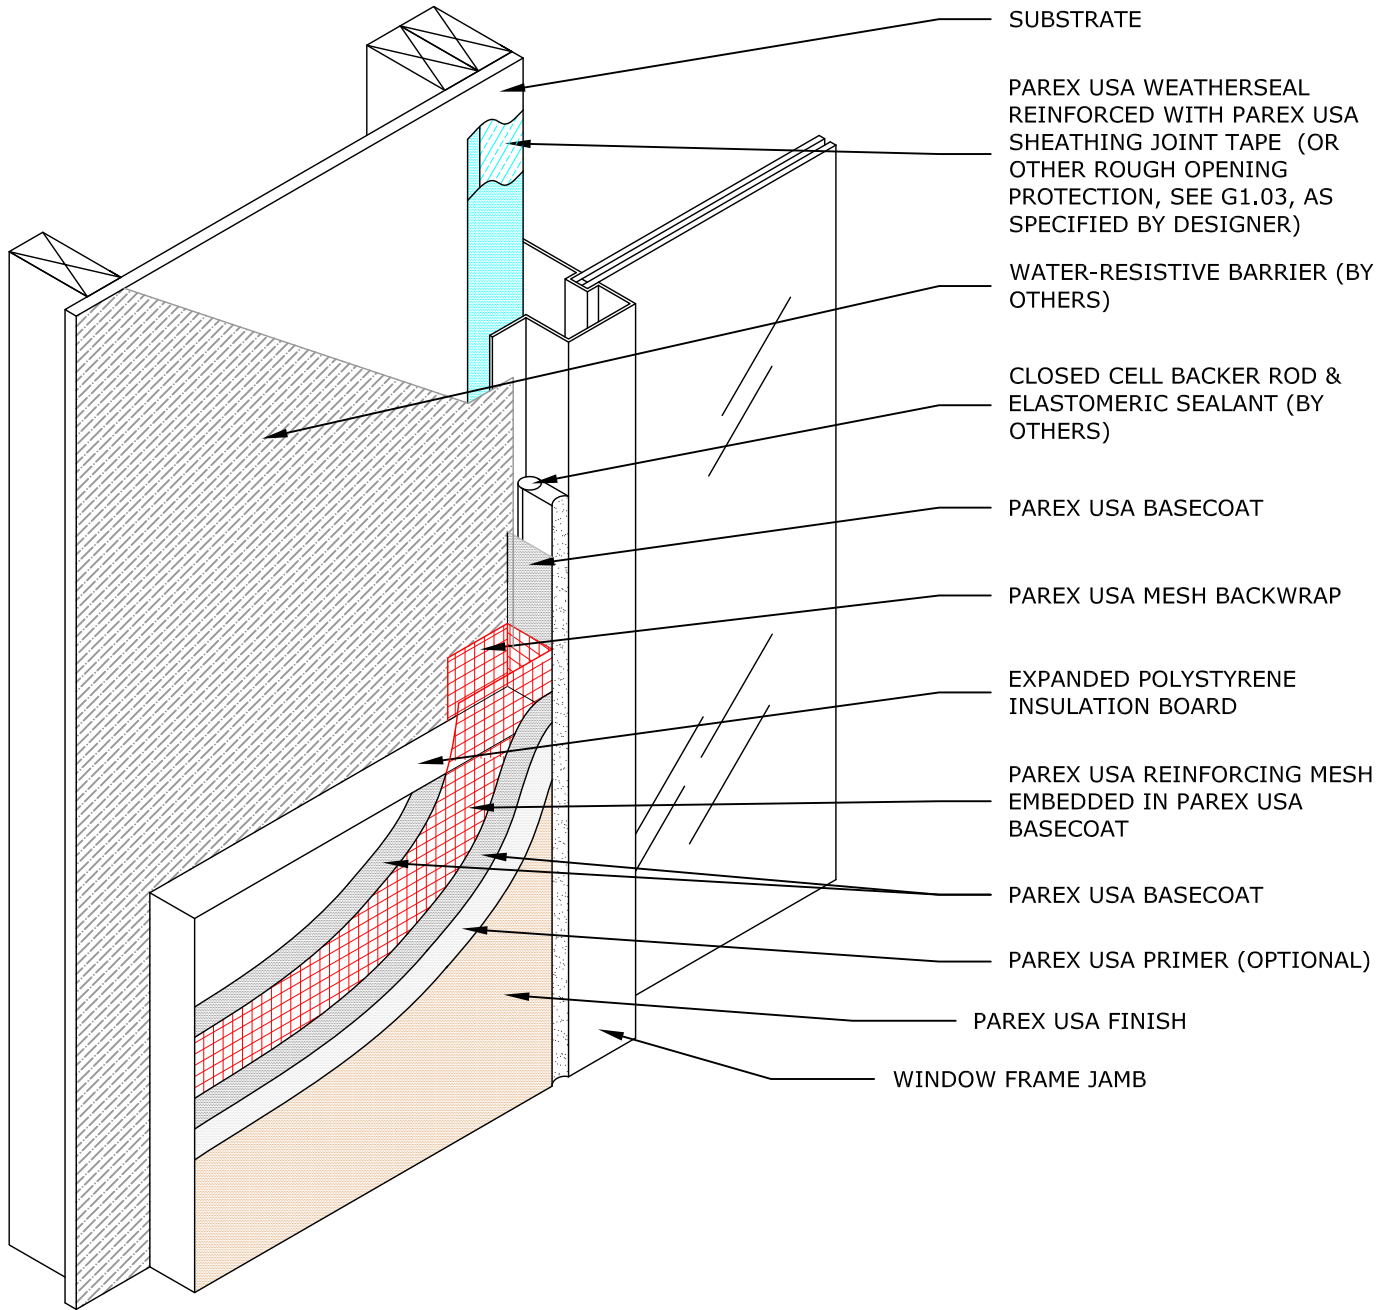 SUBSTRATE
PAREX USA WEATHERSEAL
REINFORCED WITH PAREX USA
SHEATHING JOINT TAPE (OR
OTHER ROUGH OPENING
PROTECTION, SEE G1.03, AS
SPECIFIED BY DESIGNER)
WATER-RESISTIVE BARRIER (BY
OTHERS)
CLOSED CELL BACKER ROD &
ELASTOMERIC SEALANT (BY
OTHERS)
PAREX USA BASECOAT
PAREX USA MESH BACKWRAP
EXPANDED POLYSTYRENE
INSULATION BOARD
PAREX USA REINFORCING MESH
EMBEDDED IN PAREX USA
BASECOAT
PAREX USA BASECOAT
PAREX USA PRIMER (OPTIONAL)
PAREX USA FINISH
WINDOW FRAME JAMB